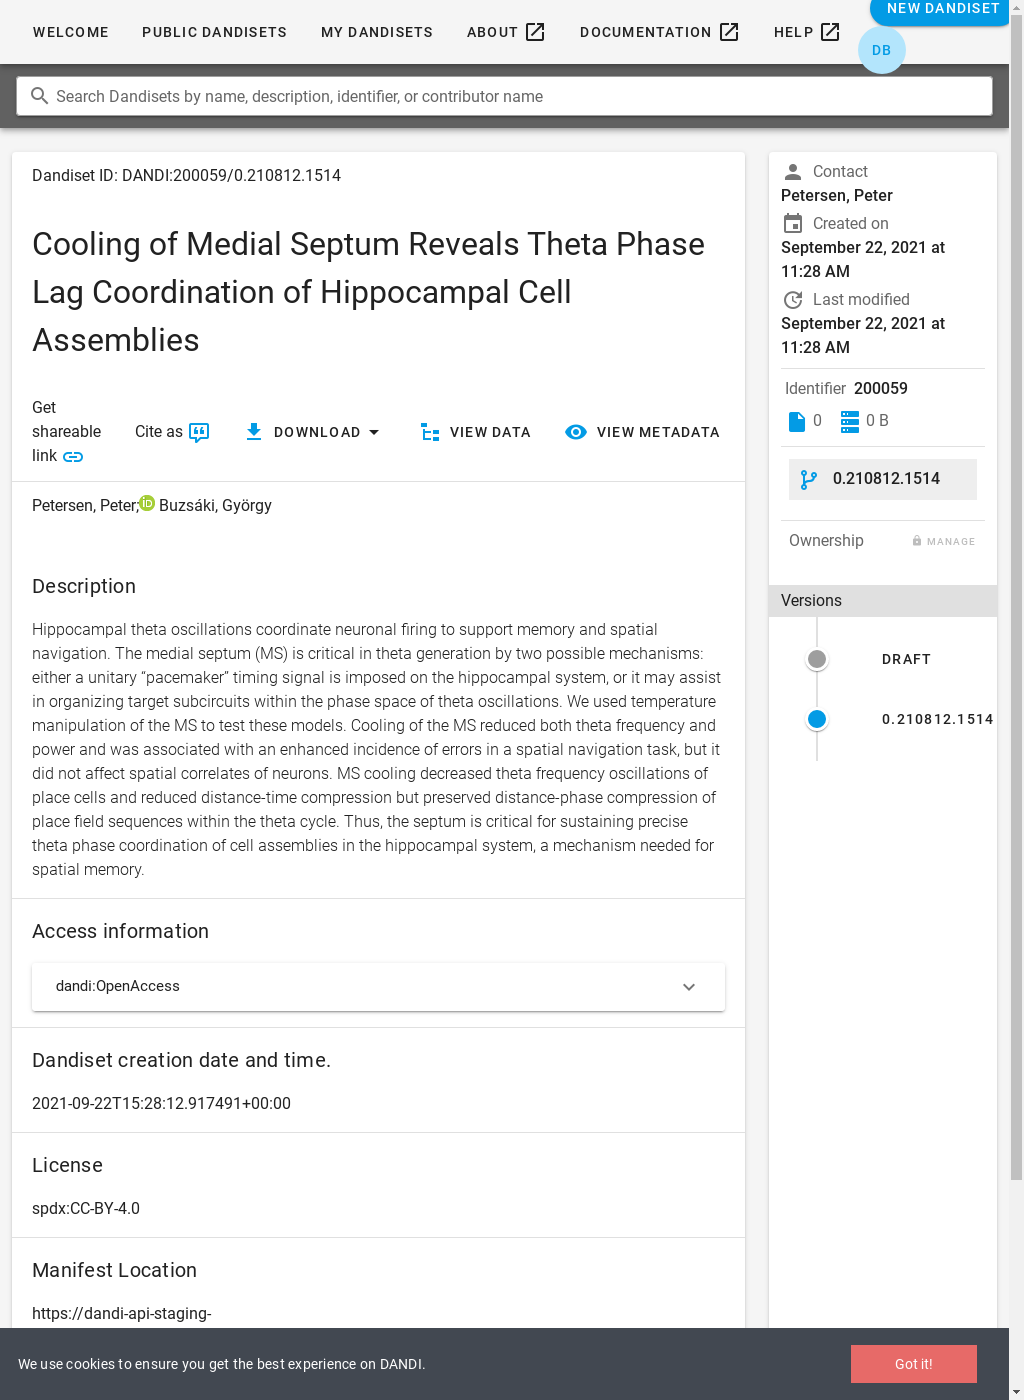 WELCOME PUBLIC DANDISETS MY DANDISETS ABOUT DOCUMENTATION HELP NEW DANDISET
DB
Search Dandisets by name, description, identifier, or contributor name
Dandiset ID: DANDI:200059/0.210812.1514
Cooling of Medial Septum Reveals Theta Phase
Lag Coordination of Hippocampal Cell
Assemblies
Get
shareable
link
Cite as
DOWNLOAD
VIEW DATA
VIEW METADATA
Petersen, Peter; iD Buzsáki, György
Description
Hippocampal theta oscillations coordinate neuronal firing to support memory and spatial
navigation. The medial septum (MS) is critical in theta generation by two possible mechanisms:
either a unitary “pacemaker” timing signal is imposed on the hippocampal system, or it may assist
in organizing target subcircuits within the phase space of theta oscillations. We used temperature
manipulation of the MS to test these models. Cooling of the MS reduced both theta frequency and
power and was associated with an enhanced incidence of errors in a spatial navigation task, but it
did not affect spatial correlates of neurons. MS cooling decreased theta frequency oscillations of
place cells and reduced distance-time compression but preserved distance-phase compression of
place field sequences within the theta cycle. Thus, the septum is critical for sustaining precise
theta phase coordination of cell assemblies in the hippocampal system, a mechanism needed for
spatial memory.
Access information
dandi:OpenAccess
Dandiset creation date and time.
2021-09-22T15:28:12.917491+00:00
License
spdx:CC-BY-4.0
Manifest Location
https://dandi-api-staging-
Contact
Petersen, Peter
Created on
September 22, 2021 at
11:28 AM
Last modified
September 22, 2021 at
11:28 AM
Identifier 200059
0 0 B
0.210812.1514
Ownership MANAGE
Versions
DRAFT
0.210812.1514
We use cookies to ensure you get the best experience on DANDI.
Got it!